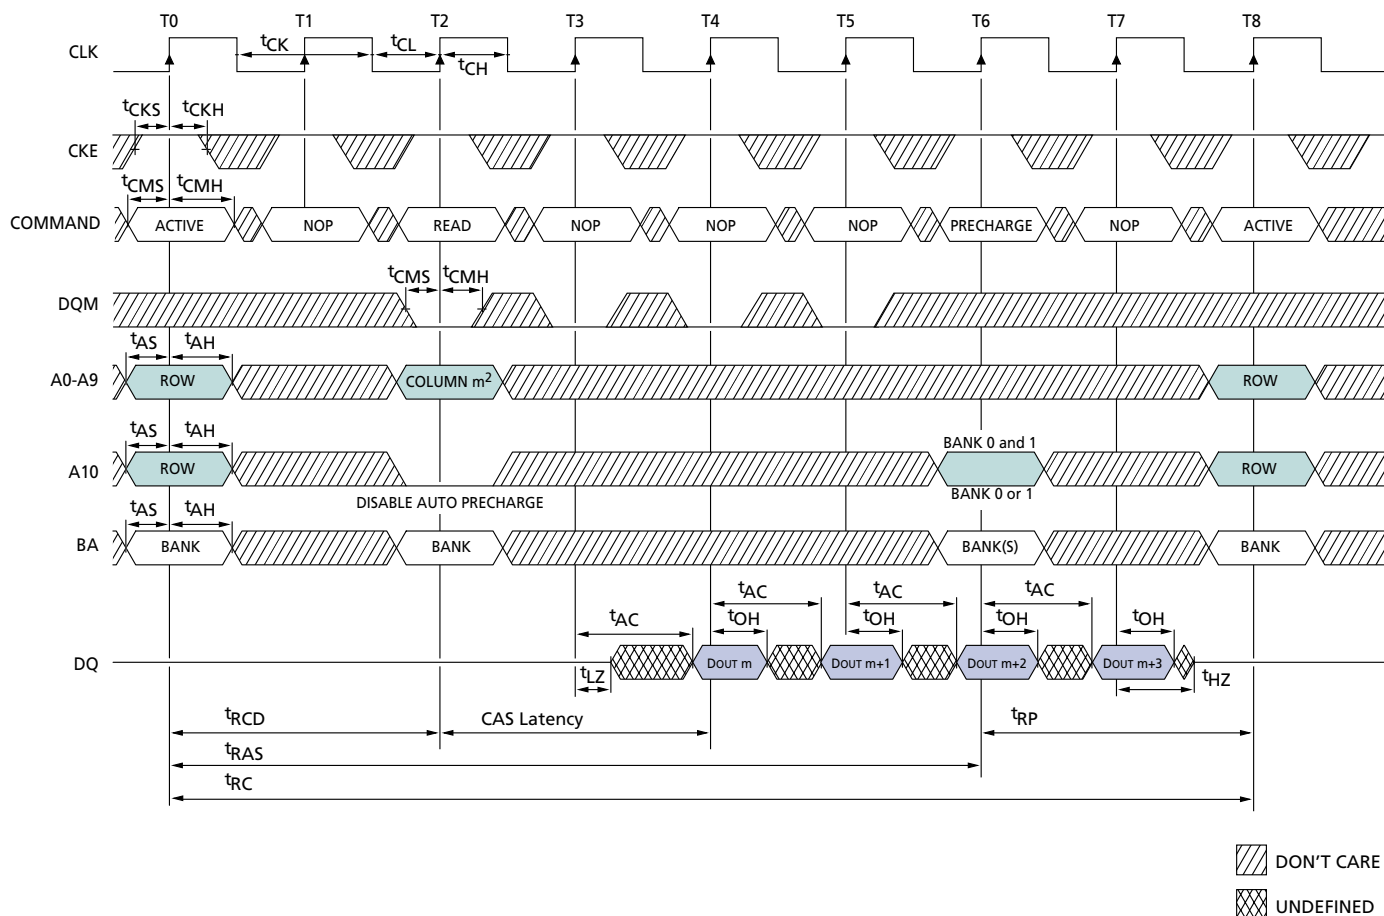 T0 T1 T2 T3 T4 T5 T6 T7 T8
CLK tCK tCL tCH
tCKS tCKH
CKE
tCMS tCMH
COMMAND ACTIVE NOP READ NOP NOP NOP PRECHARGE NOP ACTIVE
tCMS tCMH
DQM
tAS tAH
A0-A9 ROW COLUMN m2 ROW
tAS tAH
BANK 0 and 1
A10 ROW ROW
DISABLE AUTO PRECHARGE BANK 0 or 1
tAS tAH
BA BANK BANK BANK(S) BANK
tAC tAC tAC tAC
tOH tOH tOH tOH
DQ DOUT m DOUT m+1 DOUT m+2 DOUT m+3
tLZ tHZ
tRCD CAS Latency tRP
tRAS
tRC
DON'T CARE
UNDEFINED